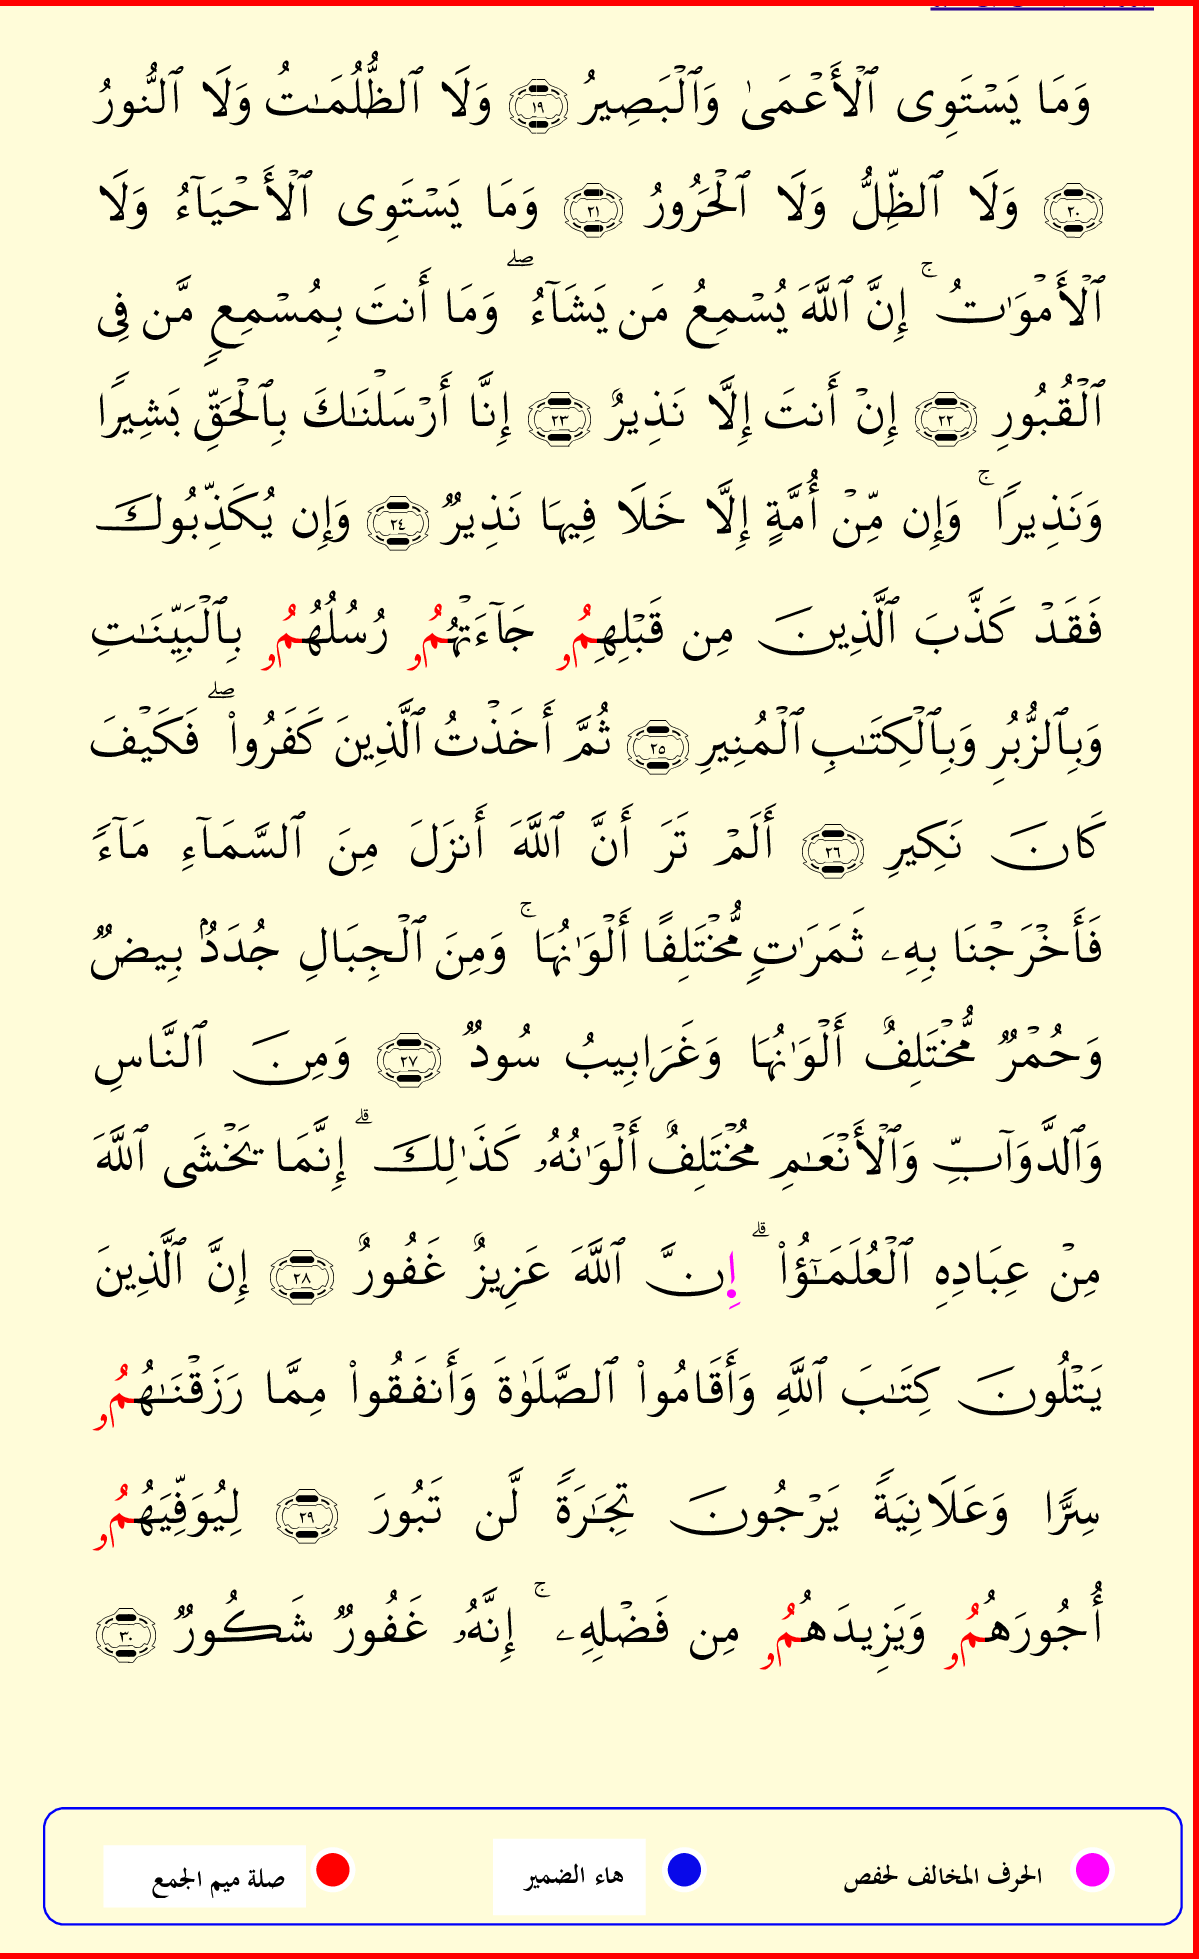 وَمَا يَسْتَوِى ٱلْأَعْمَىٰ وَٱلْبَصِيرُ ١٩ وَلَا ٱلظُّلُمَـٰتُ وَلَا ٱلنُّورُ
٢٠ وَلَا ٱلظِّلُّ وَلَا ٱلْحَرُورُ ٢١ وَمَا يَسْتَوِى ٱلْأَحْيَآءُ وَلَا
ٱلْأَمْوَٰتُ ۚ إِنَّ ٱللَّهَ يُسْمِعُ مَن يَشَآءُ ۖ وَمَا أَنتَ بِمُسْمِعٍ مَّن فِى
ٱلْقُبُورِ ٢٢ إِنْ أَنتَ إِلَّا نَذِيرٌ ٢٣ إِنَّا أَرْسَلْنَـٰكَ بِٱلْحَقِّ بَشِيرًا
وَنَذِيرًا ۚ وَإِن مِّنْ أُمَّةٍ إِلَّا خَلَا فِيهَا نَذِيرٌ ٢٤ وَإِن يُكَذِّبُوكَ
فَقَدْ كَذَّبَ ٱلَّذِينَ مِن قَبْلِهِمُۥ جَآءَتْهُمُۥ رُسُلُهُمُۥ بِٱلْبَيِّنَـٰتِ
وَبِٱلزُّبُرِ وَبِٱلْكِتَـٰبِ ٱلْمُنِيرِ ٢٥ ثُمَّ أَخَذْتُ ٱلَّذِينَ كَفَرُوا۟ ۖ فَكَيْفَ
كَانَ نَكِيرِ ٢٦ أَلَمْ تَرَ أَنَّ ٱللَّهَ أَنزَلَ مِنَ ٱلسَّمَآءِ مَآءً
فَأَخْرَجْنَا بِهِۦ ثَمَرَٰتٍ مُّخْتَلِفًا أَلْوَٰنُهَا ۚ وَمِنَ ٱلْجِبَالِ جُدَدٌۢ بِيضٌ
وَحُمْرٌ مُّخْتَلِفٌ أَلْوَٰنُهَا وَغَرَابِيبُ سُودٌ ٢٧ وَمِنَ ٱلنَّاسِ
وَٱلدَّوَآبِّ وَٱلْأَنْعَـٰمِ مُخْتَلِفٌ أَلْوَٰنُهُۥ كَذَٰلِكَ ۗ إِنَّمَا يَخْشَى ٱللَّهَ
مِنْ عِبَادِهِ ٱلْعُلَمَـٰٓؤُا۟ ۗ إِنَّ ٱللَّهَ عَزِيزٌ غَفُورٌ ٢٨ إِنَّ ٱلَّذِينَ
يَتْلُونَ كِتَـٰبَ ٱللَّهِ وَأَقَامُوا۟ ٱلصَّلَوٰةَ وَأَنفَقُوا۟ مِمَّا رَزَقْنَـٰهُمُۥ
سِرًّا وَعَلَانِيَةً يَرْجُونَ تِجَـٰرَةً لَّن تَبُورَ ٢٩ لِيُوَفِّيَهُمُۥ
أُجُورَهُمُۥ وَيَزِيدَهُمُۥ مِن فَضْلِهِۦ ۚ إِنَّهُۥ غَفُورٌ شَكُورٌ ٣٠
الحرف المخالف لحفص هاء الضمير صلة ميم الجمع